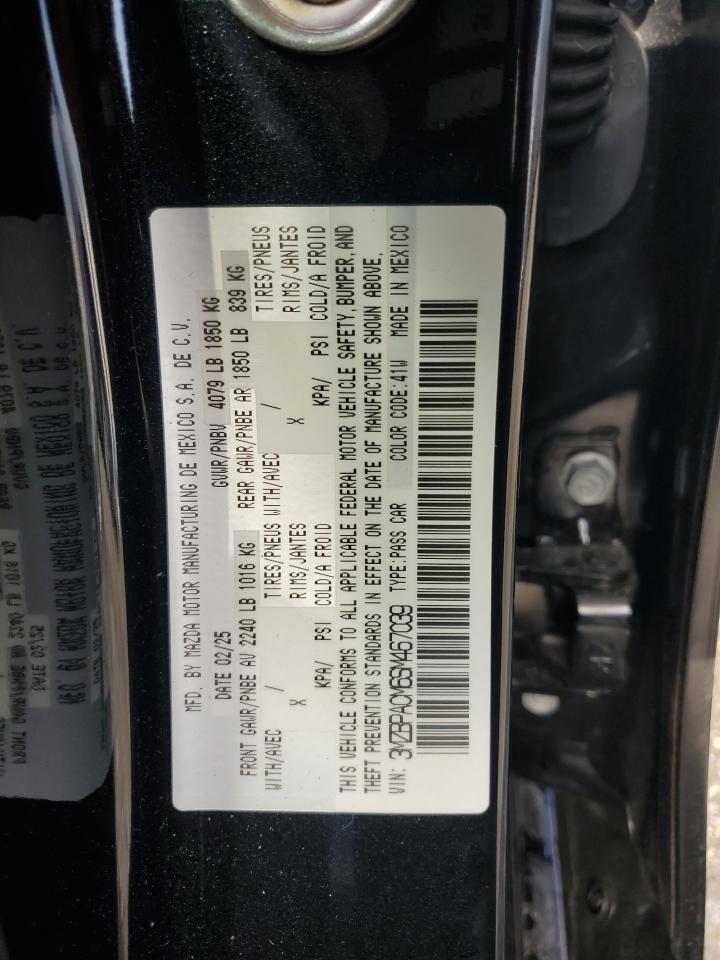 MFD. BY MAZDA MOTOR MANUFACTURING DE MEXICO S.A. DE C.V.
DATE 02/25 GVWR/PNBV 4079 LB 1850 KG
FRONT GAWR/PNBE AV 2240 LB 1016 KG REAR GAWR/PNBE AR 1850 LB 839 KG
WITH/AVEC / TIRES/PNEUS WITH/AVEC / TIRES/PNEUS
X RIMS/JANTES X RIMS/JANTES
KPA/ PSI COLD/A FROID KPA/ PSI COLD/A FROID
THIS VEHICLE CONFORMS TO ALL APPLICABLE FEDERAL MOTOR VEHICLE SAFETY, BUMPER, AND
THEFT PREVENTION STANDARDS IN EFFECT ON THE DATE OF MANUFACTURE SHOWN ABOVE.
VIN: 3MZBPACM6SM467039 TYPE:PASS CAR COLOR CODE:41W MADE IN MEXICO